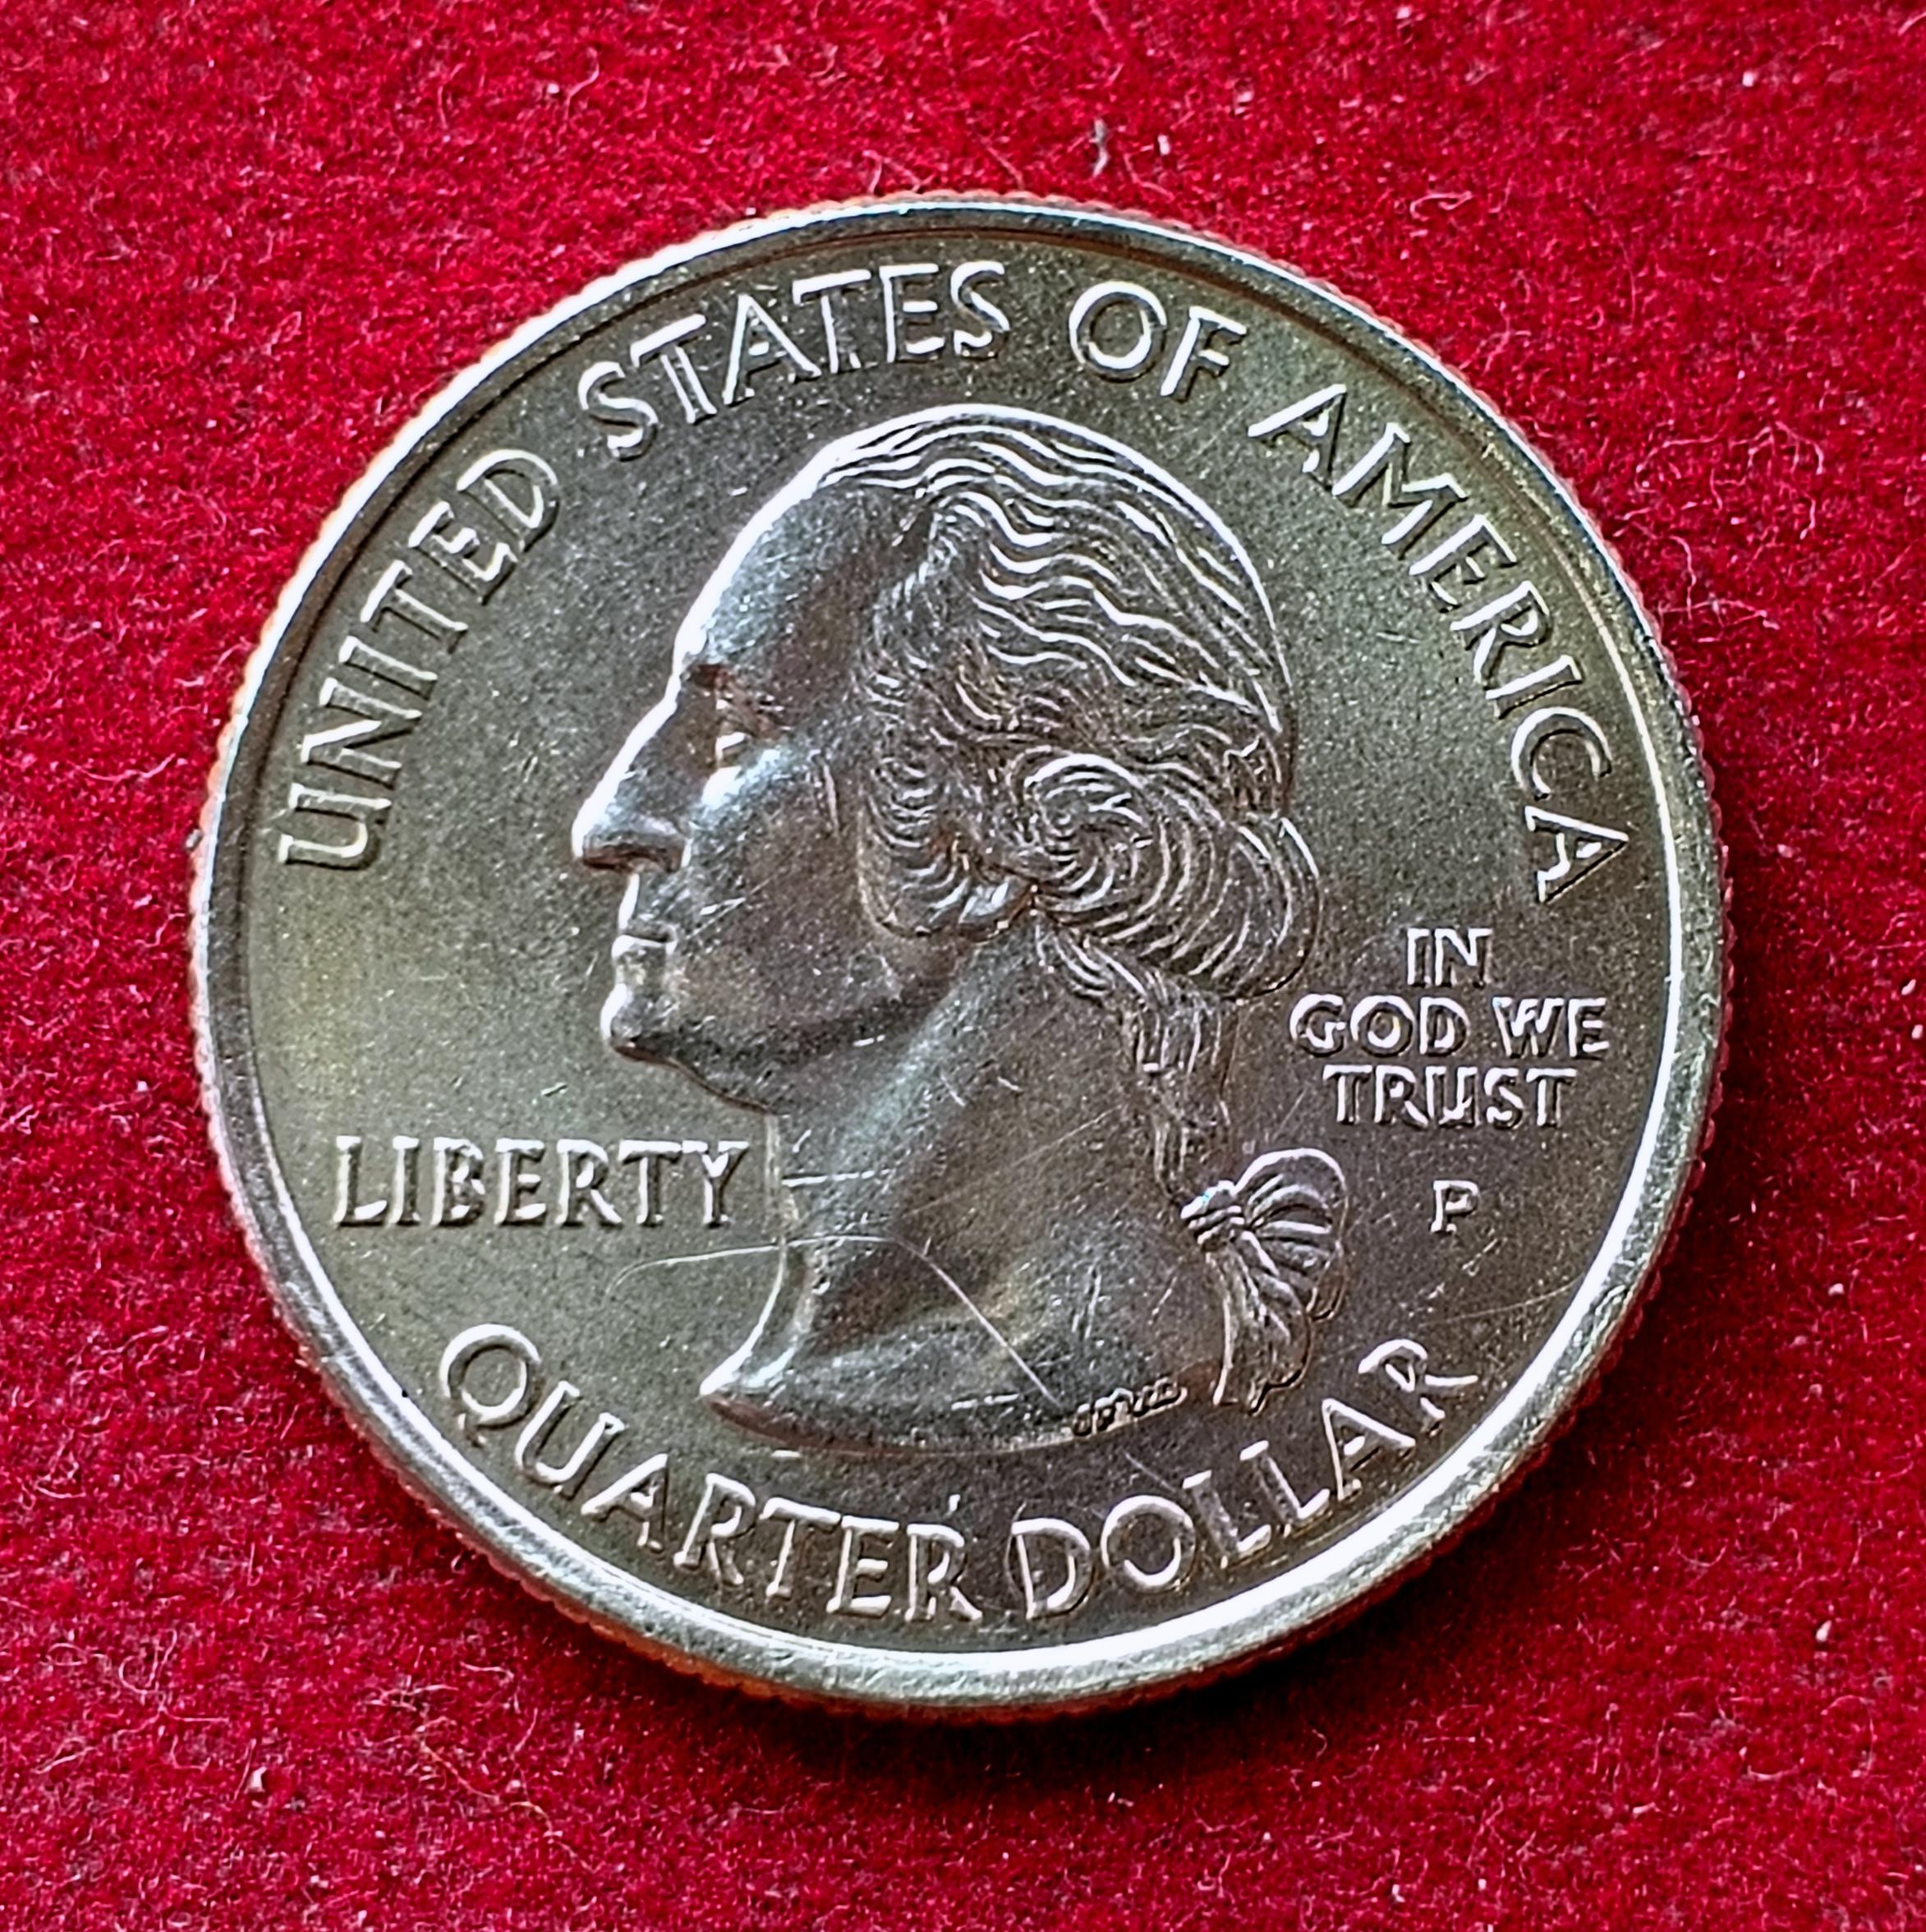 UNITED STATES OF AMERICA
LIBERTY
IN
GOD WE
TRUST
P
QUARTER DOLLAR